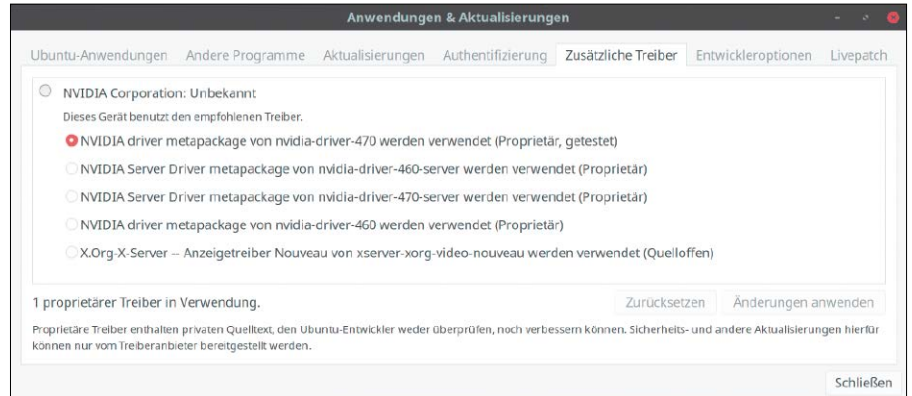 Anwendungen & Aktualisierungen
Ubuntu-Anwendungen Andere Programme Aktualisierungen Authentifizierung Zusätzliche Treiber Entwickleroptionen Livepatch
NVIDIA Corporation: Unbekannt
Dieses Gerät benutzt den empfohlenen Treiber.
NVIDIA driver metapackage von nvidia-driver-470 werden verwendet (Proprietär, getestet)
NVIDIA Server Driver metapackage von nvidia-driver-460-server werden verwendet (Proprietär)
NVIDIA Server Driver metapackage von nvidia-driver-470-server werden verwendet (Proprietär)
NVIDIA driver metapackage von nvidia-driver-460 werden verwendet (Proprietär)
X.Org-X-Server -- Anzeigetreiber Nouveau von xserver-xorg-video-nouveau werden verwendet (Quelloffen)
1 proprietärer Treiber in Verwendung.
Zurücksetzen Änderungen anwenden
Proprietäre Treiber enthalten privaten Quelltext, den Ubuntu-Entwickler weder überprüfen, noch verbessern können. Sicherheits- und andere Aktualisierungen hierfür
können nur vom Treiberanbieter bereitgestellt werden.
Schließen